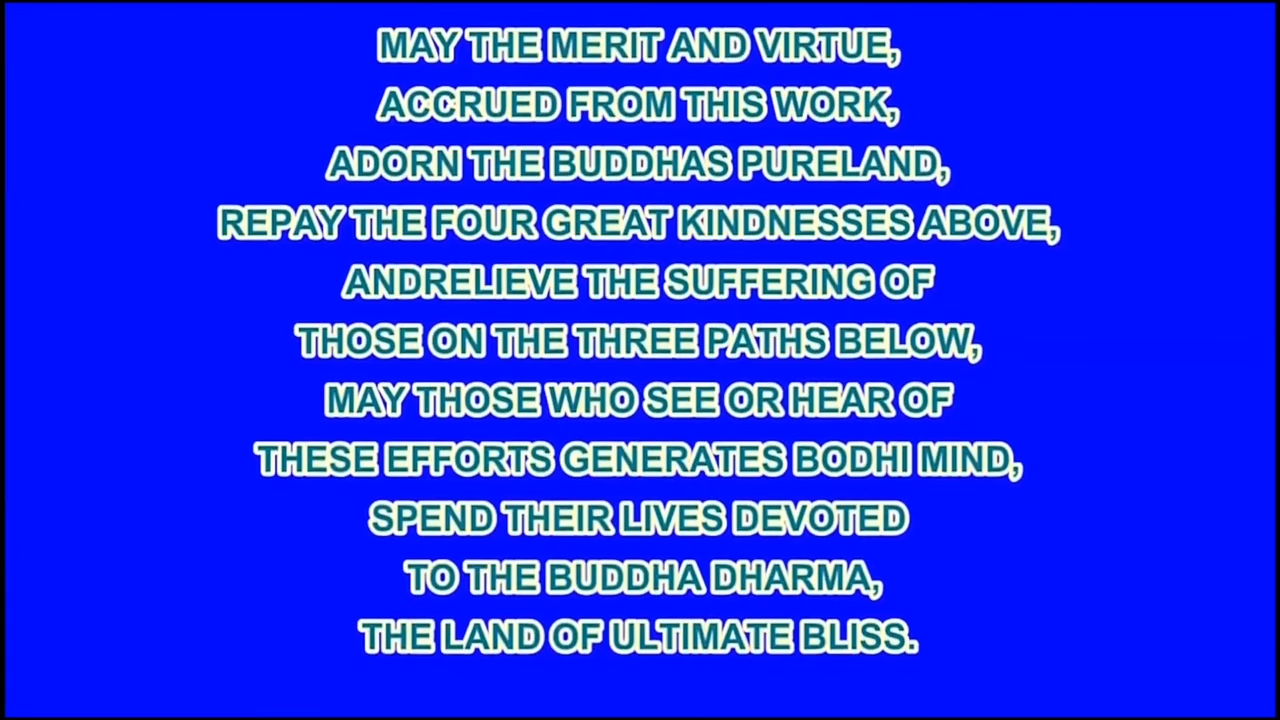 MAY THE MERIT AND VIRTUE,
ACCRUED FROM THIS WORK,
ADORN THE BUDDHAS PURELAND,
REPAY THE FOUR GREAT KINDNESSES ABOVE,
ANDRELIEVE THE SUFFERING OF
THOSE ON THE THREE PATHS BELOW,
MAY THOSE WHO SEE OR HEAR OF
THESE EFFORTS GENERATES BODHI MIND,
SPEND THEIR LIVES DEVOTED
TO THE BUDDHA DHARMA,
THE LAND OF ULTIMATE BLISS.